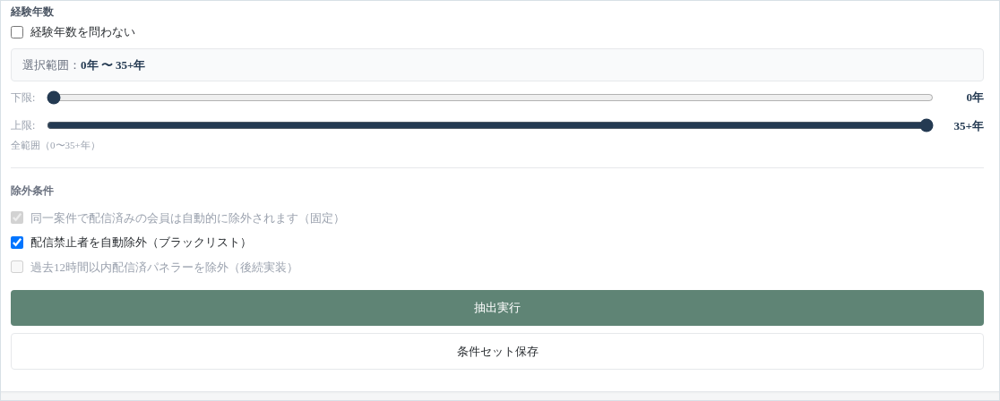 経験年数
経験年数を問わない
選択範囲：0年 〜 35+年
下限: 0年
上限: 35+年
全範囲（0〜35+年）
除外条件
同一案件で配信済みの会員は自動的に除外されます（固定）
配信禁止者を自動除外（ブラックリスト）
過去12時間以内配信済パネラーを除外（後続実装）
抽出実行
条件セット保存